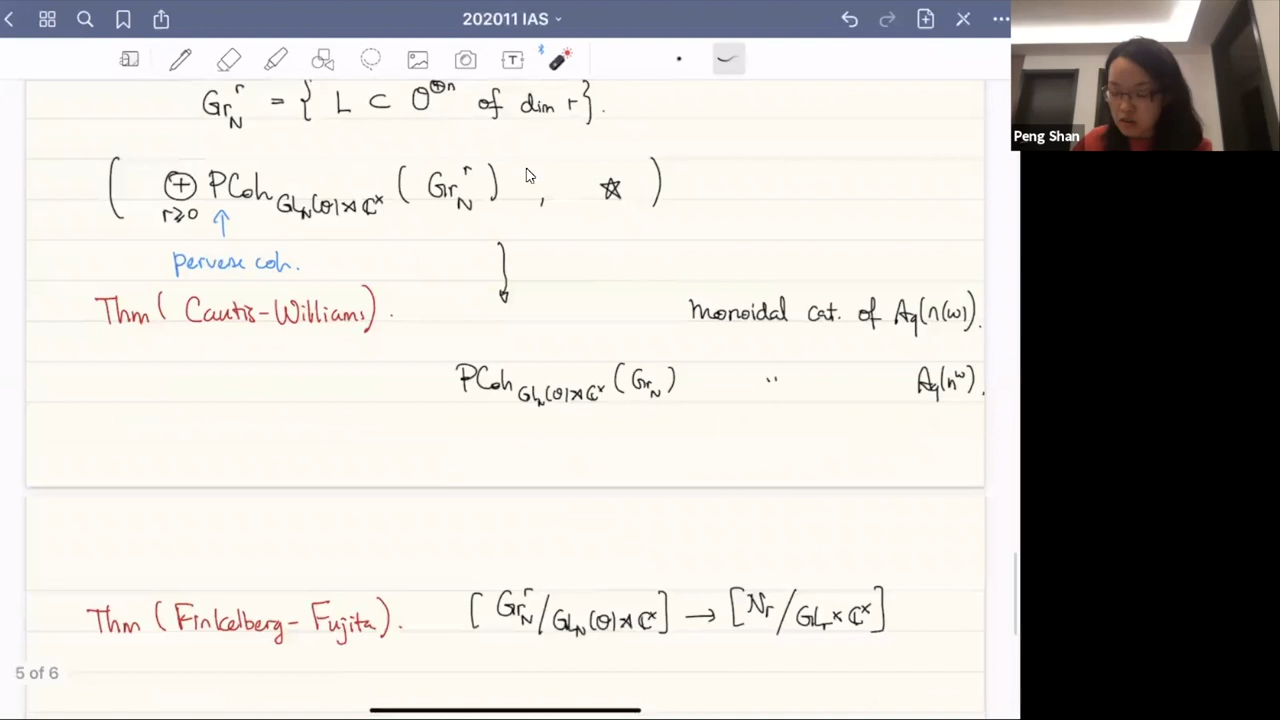 202011 IAS
Peng Shan
Gr_N^r = { L ⊂ O^{⊕n} of dim r}.
( ⊕_{r≥0} PCoh_{GL_N(O)⋊C^×} ( Gr_N^r ) , ☆ )
↑
pervese coh.
↓
Thm ( Cautis-Williams) . monoidal cat. of A_q(n(w)).
PCoh_{GL_N(O)⋊C^×} (Gr_N) " A_q(n^w).
Thm (Finkelberg-Fujita). [ Gr_N^r / GL_N(O)⋊C^× ] → [ N_r / GL_r × C^× ]
5 of 6